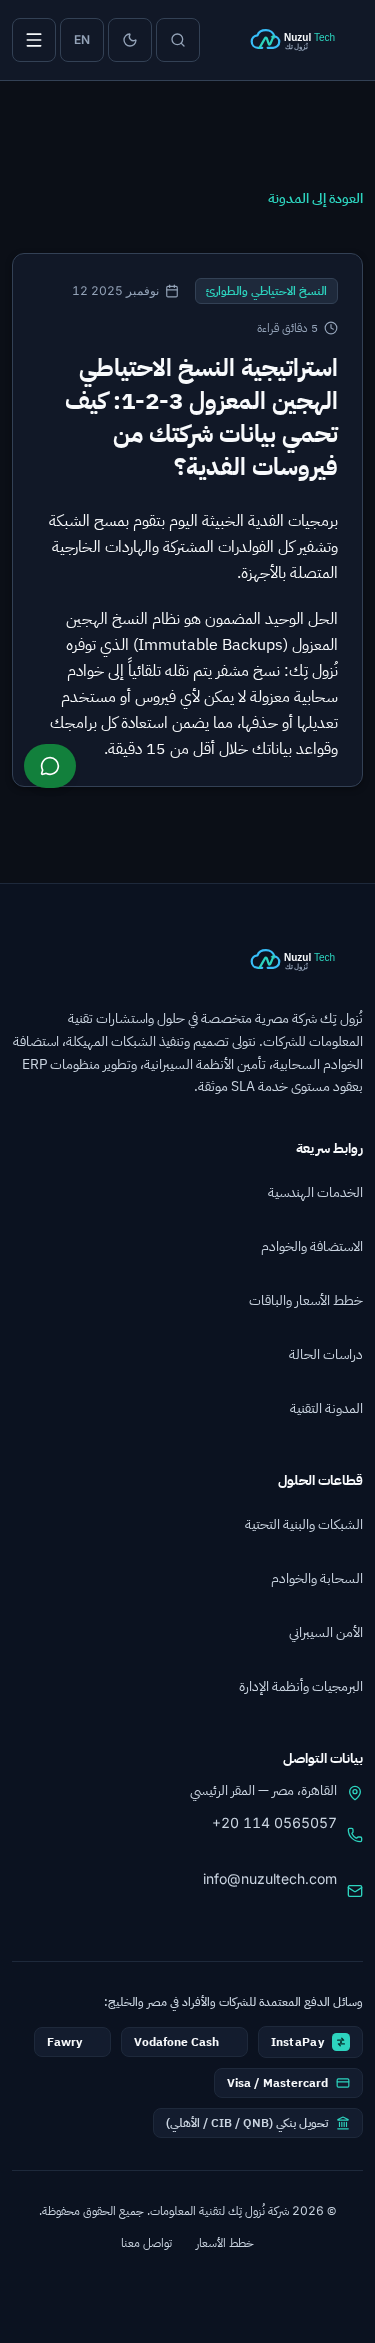 Nuzul Tech
نُزول تك
EN
العودة إلى المدونة
النسخ الاحتياطي والطوارئ
12 نوفمبر 2025
5 دقائق قراءة
استراتيجية النسخ الاحتياطي
الهجين المعزول 3-2-1: كيف
تحمي بيانات شركتك من
فيروسات الفدية؟
برمجيات الفدية الخبيثة اليوم بتقوم بمسح الشبكة
وتشفير كل الفولدرات المشتركة والهاردات الخارجية
المتصلة بالأجهزة.
الحل الوحيد المضمون هو نظام النسخ الهجين
المعزول (Immutable Backups) الذي توفره
نُزول تِك: نسخ مشفر يتم نقله تلقائياً إلى خوادم
سحابية معزولة لا يمكن لأي فيروس أو مستخدم
تعديلها أو حذفها، مما يضمن استعادة كل برامجك
وقواعد بياناتك خلال أقل من 15 دقيقة.
Nuzul Tech
نُزول تك
نُزول تِك شركة مصرية متخصصة في حلول واستشارات تقنية
المعلومات للشركات. نتولى تصميم وتنفيذ الشبكات المهيكلة، استضافة
الخوادم السحابية، تأمين الأنظمة السيبرانية، وتطوير منظومات ERP
بعقود مستوى خدمة SLA موثقة.
روابط سريعة
الخدمات الهندسية
الاستضافة والخوادم
خطط الأسعار والباقات
دراسات الحالة
المدونة التقنية
قطاعات الحلول
الشبكات والبنية التحتية
السحابة والخوادم
الأمن السيبراني
البرمجيات وأنظمة الإدارة
بيانات التواصل
القاهرة، مصر — المقر الرئيسي
+20 114 0565057
info@nuzultech.com
وسائل الدفع المعتمدة للشركات والأفراد في مصر والخليج:
InstaPay
Vodafone Cash
Fawry
Visa / Mastercard
تحويل بنكي (CIB / QNB / الأهلي)
© 2026 شركة نُزول تِك لتقنية المعلومات. جميع الحقوق محفوظة.
خطط الأسعار
تواصل معنا